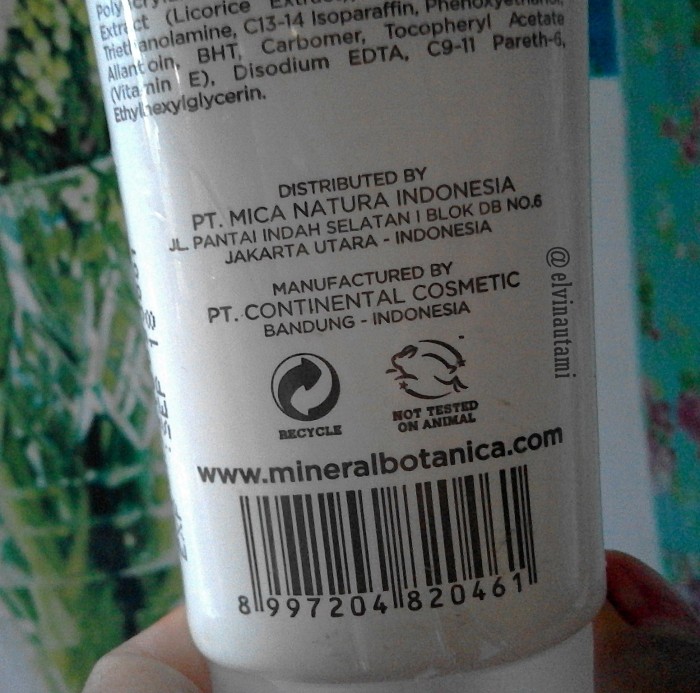 Extract (Licorice
Triethanolamine, C13-14 Isoparaffin,
Allantoin, BHT, Carbomer, Tocopheryl Acetate
(Vitamin E), Disodium EDTA, C9-11 Pareth-6,
Ethylhexylglycerin.
DISTRIBUTED BY
PT. MICA NATURA INDONESIA
JL. PANTAI INDAH SELATAN I BLOK DB NO.6
JAKARTA UTARA - INDONESIA
MANUFACTURED BY
PT. CONTINENTAL COSMETIC
BANDUNG - INDONESIA
RECYCLE
NOT TESTED
ON ANIMAL
www.mineralbotanica.com
8 997204 820461
@elvinautami